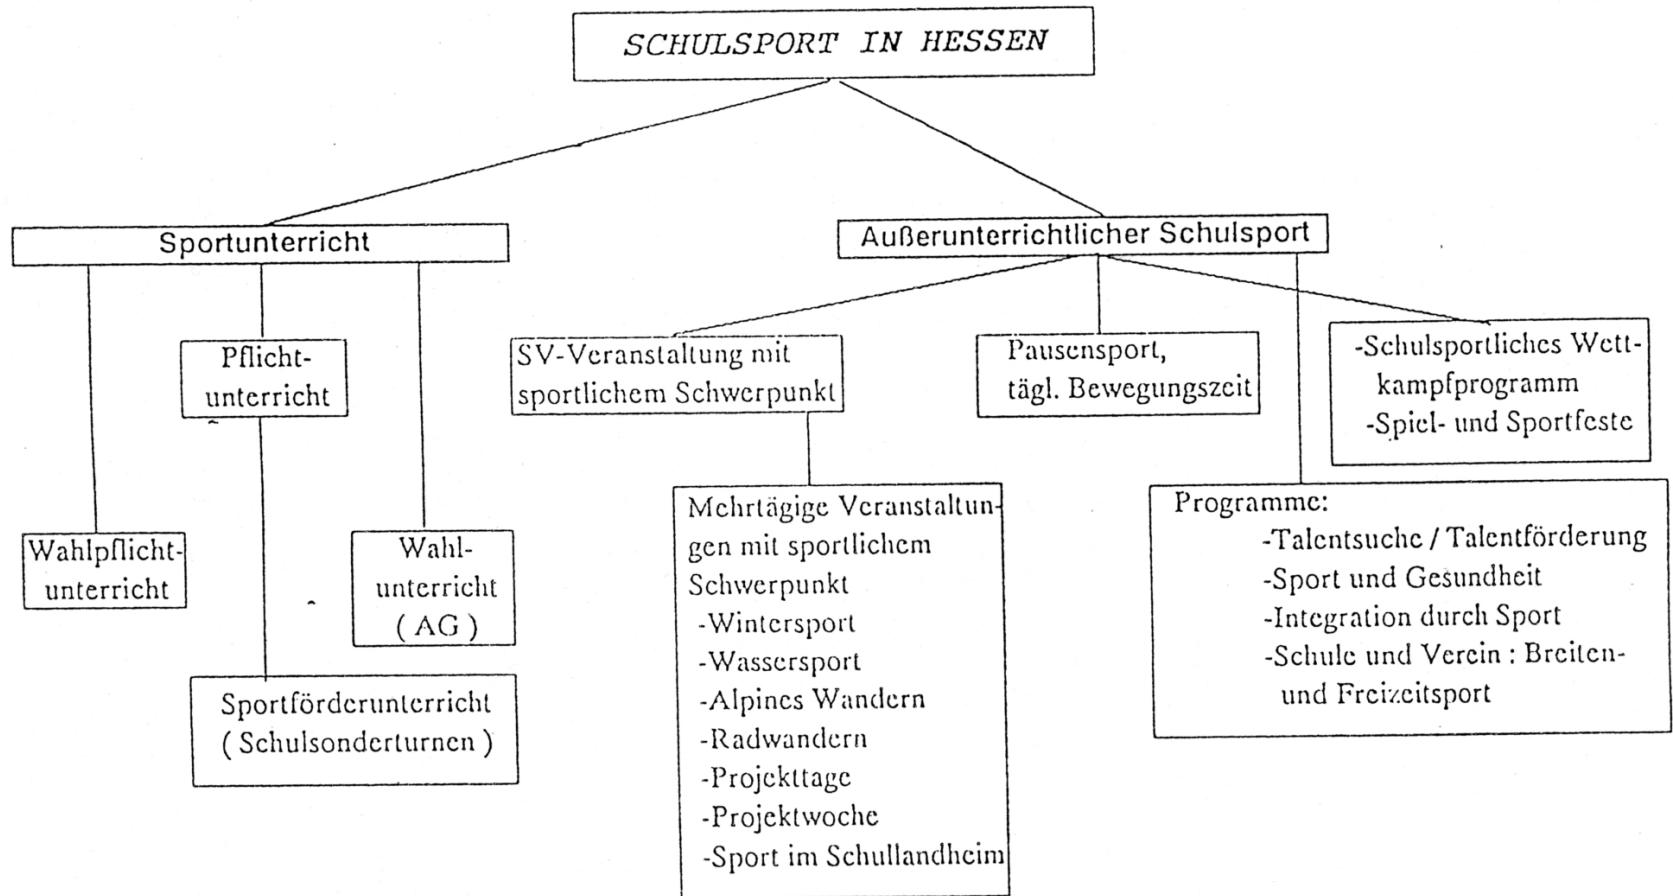 SCHULSPORT IN HESSEN
Sportunterricht
Außerunterrichtlicher Schulsport
Pflicht-
unterricht
SV-Veranstaltung mit
sportlichem Schwerpunkt
Pausensport,
tägl. Bewegungszeit
-Schulsportliches Wett-
kampfprogramm
-Spiel- und Sportfeste
Wahlpflicht-
unterricht
Wahl-
unterricht
( AG )
Sportförderunterricht
( Schulsonderturnen )
Mehrtägige Veranstaltun-
gen mit sportlichem
Schwerpunkt
-Wintersport
-Wassersport
-Alpines Wandern
-Radwandern
-Projekttage
-Projektwoche
-Sport im Schullandheim
Programme:
-Talentsuche / Talentförderung
-Sport und Gesundheit
-Integration durch Sport
-Schule und Verein : Breiten-
und Freizeitsport